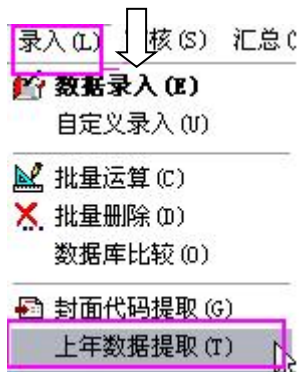 录入(L) 核(S) 汇总(
数据录入(E)
自定义录入(U)
批量运算(C)
批量删除(D)
数据库比较(O)
封面代码提取(G)
上年数据提取(T)